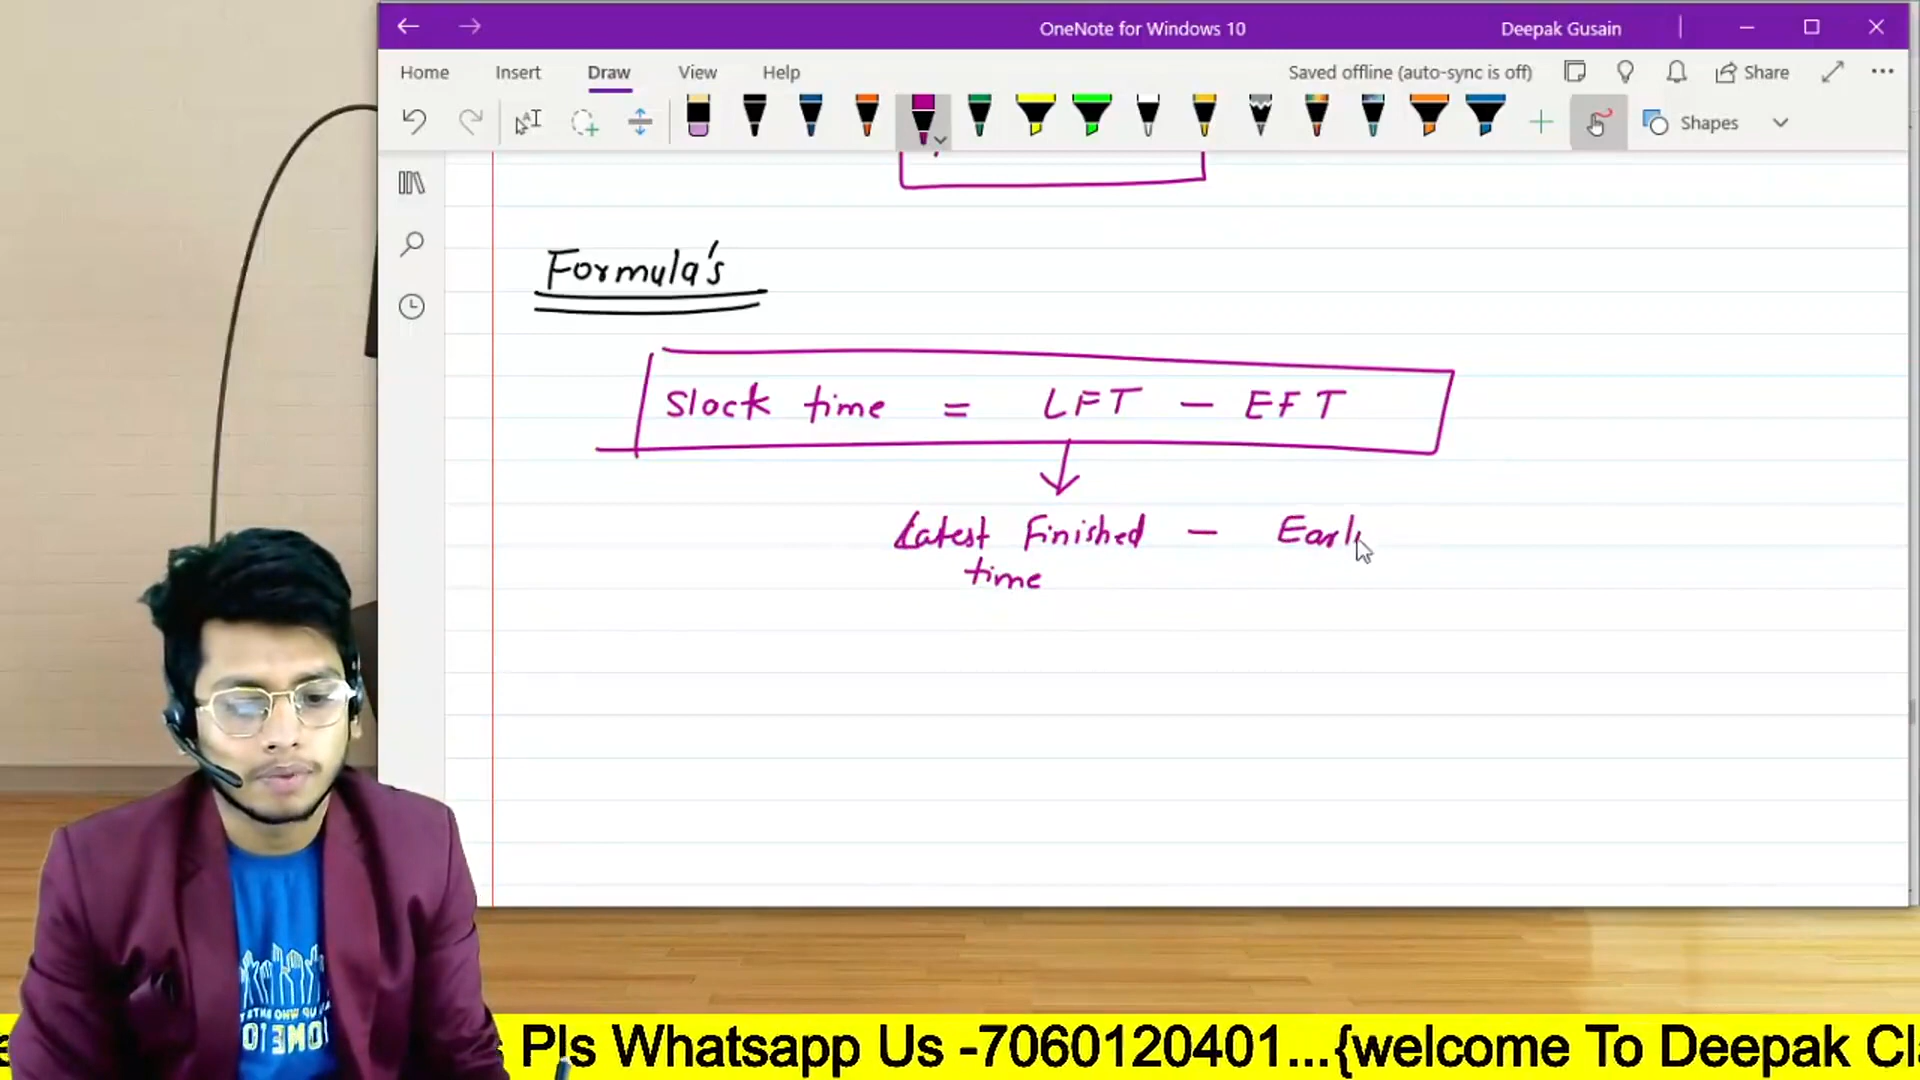 OneNote for Windows 10 Deepak Gusain
Home Insert Draw View Help Saved offline (auto-sync is off) Share
Shapes
Formula's
Slack time = LFT - EFT
Latest Finished - Earl
time
Pls Whatsapp Us -7060120401...{welcome To Deepak Cl